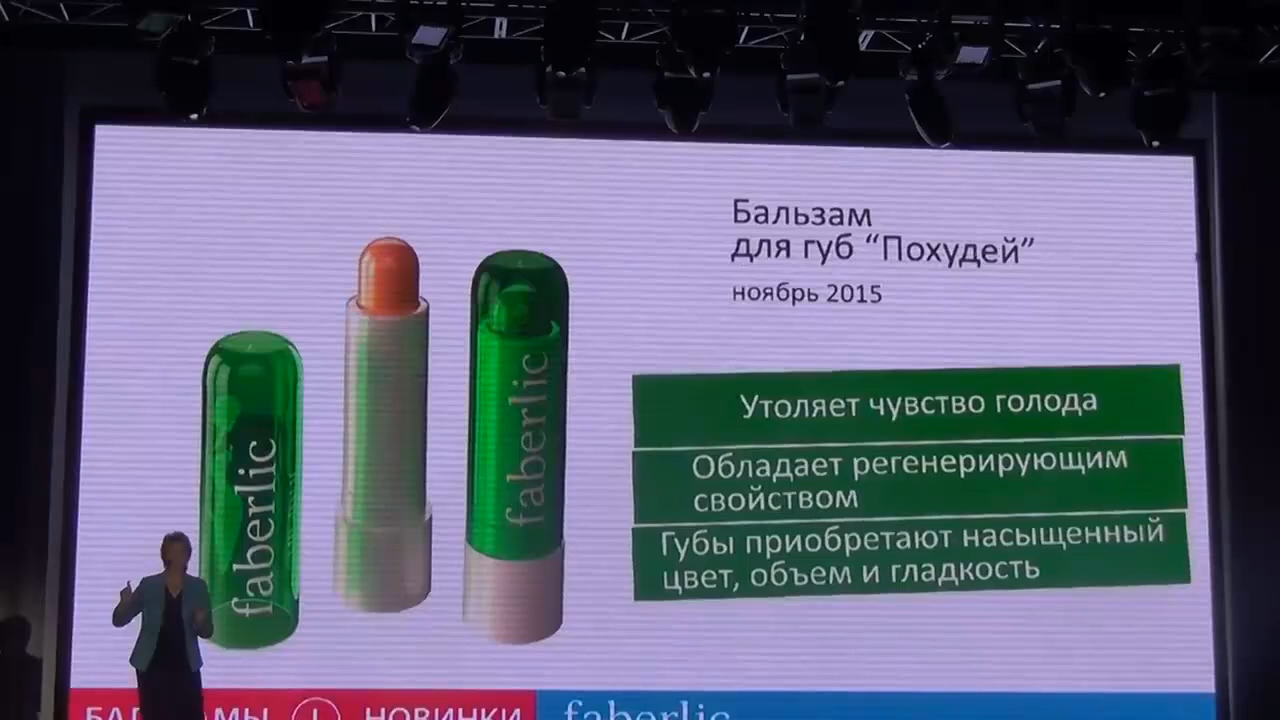 Бальзам
для губ “Похудей”
ноябрь 2015
Утоляет чувство голода
Обладает регенерирующим
свойством
Губы приобретают насыщенный
цвет, объем и гладкость
faberlic
faberlic
НОВИНКИ
faberlic